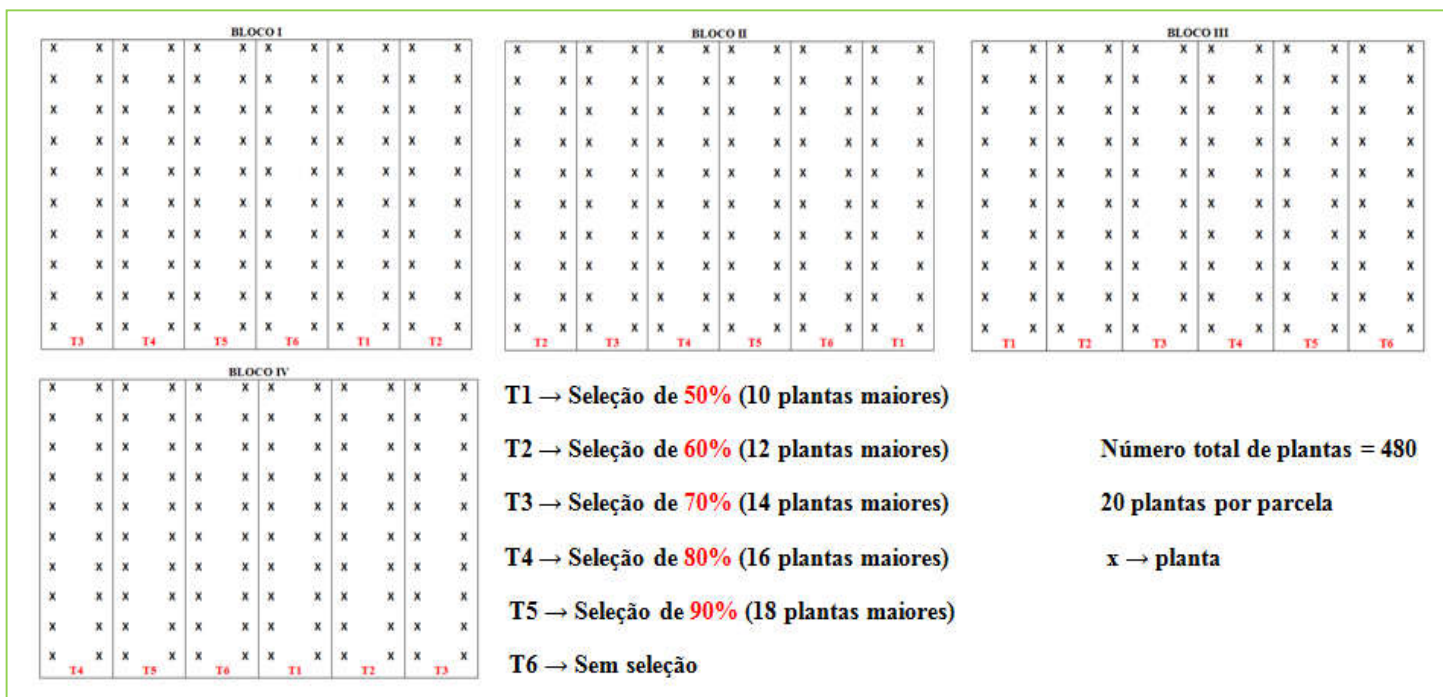 BLOCO I
X X X X X X X X X X X X
X X X X X X X X X X X X
X X X X X X X X X X X X
X X X X X X X X X X X X
X X X X X X X X X X X X
X X X X X X X X X X X X
X X X X X X X X X X X X
X X X X X X X X X X X X
X X X X X X X X X X X X
X X X X X X X X X X X X
T3 T4 T5 T6 T1 T2
BLOCO II
X X X X X X X X X X X X
X X X X X X X X X X X X
X X X X X X X X X X X X
X X X X X X X X X X X X
X X X X X X X X X X X X
X X X X X X X X X X X X
X X X X X X X X X X X X
X X X X X X X X X X X X
X X X X X X X X X X X X
X X X X X X X X X X X X
T2 T3 T4 T5 T6 T1
BLOCO III
X X X X X X X X X X X X
X X X X X X X X X X X X
X X X X X X X X X X X X
X X X X X X X X X X X X
X X X X X X X X X X X X
X X X X X X X X X X X X
X X X X X X X X X X X X
X X X X X X X X X X X X
X X X X X X X X X X X X
X X X X X X X X X X X X
T1 T2 T3 T4 T5 T6
BLOCO IV
X X X X X X X X X X X X
X X X X X X X X X X X X
X X X X X X X X X X X X
X X X X X X X X X X X X
X X X X X X X X X X X X
X X X X X X X X X X X X
X X X X X X X X X X X X
X X X X X X X X X X X X
X X X X X X X X X X X X
X X X X X X X X X X X X
T4 T5 T6 T1 T2 T3
T1 → Seleção de 50% (10 plantas maiores)
T2 → Seleção de 60% (12 plantas maiores)
T3 → Seleção de 70% (14 plantas maiores)
T4 → Seleção de 80% (16 plantas maiores)
T5 → Seleção de 90% (18 plantas maiores)
T6 → Sem seleção
Número total de plantas = 480
20 plantas por parcela
x → planta